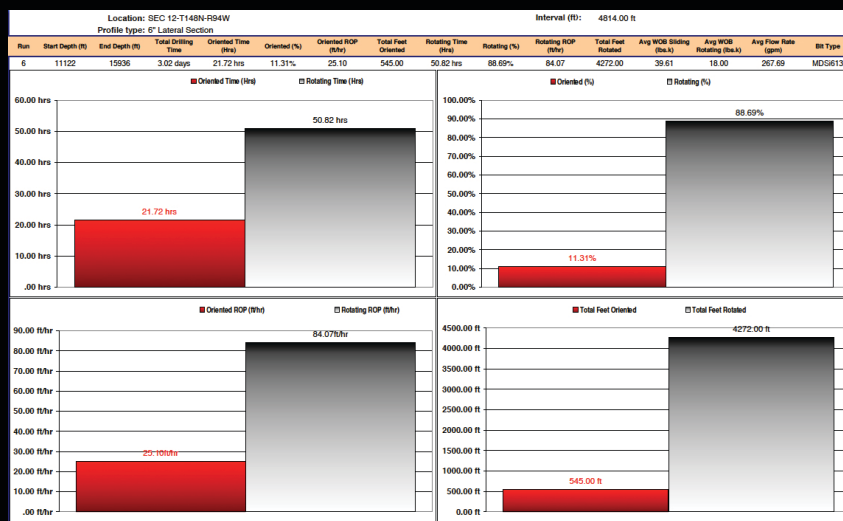 Location: SEC 12-T148N-R94W Interval (ft): 4814.00 ft
Profile type: 6" Lateral Section
Run Start Depth (ft) End Depth (ft) Total Drilling Time Oriented Time (Hrs) Oriented (%) Oriented ROP (ft/hr) Total Feet Oriented Rotating Time (Hrs) Rotating (%) Rotating ROP (ft/hr) Total Feet Rotated Avg WOB Sliding (lbs.k) Avg WOB Rotating (lbs.k) Avg Flow Rate (gpm) Bit Type
6 11122 15936 3.02 days 21.72 hrs 11.31% 25.10 545.00 50.82 hrs 88.69% 84.07 4272.00 39.61 18.00 267.69 MDSi613
Oriented Time (Hrs) Rotating Time (Hrs)
60.00 hrs
50.00 hrs
40.00 hrs
30.00 hrs
20.00 hrs
10.00 hrs
.00 hrs
50.82 hrs
21.72 hrs
Oriented (%) Rotating (%)
100.00%
90.00%
80.00%
70.00%
60.00%
50.00%
40.00%
30.00%
20.00%
10.00%
0.00%
88.69%
11.31%
Oriented ROP (ft/hr) Rotating ROP (ft/hr)
90.00 ft/hr
80.00 ft/hr
70.00 ft/hr
60.00 ft/hr
50.00 ft/hr
40.00 ft/hr
30.00 ft/hr
20.00 ft/hr
10.00 ft/hr
.00 ft/hr
84.07ft/hr
25.10ft/hr
Total Feet Oriented Total Feet Rotated
4500.00 ft
4000.00 ft
3500.00 ft
3000.00 ft
2500.00 ft
2000.00 ft
1500.00 ft
1000.00 ft
500.00 ft
.00 ft
4272.00 ft
545.00 ft